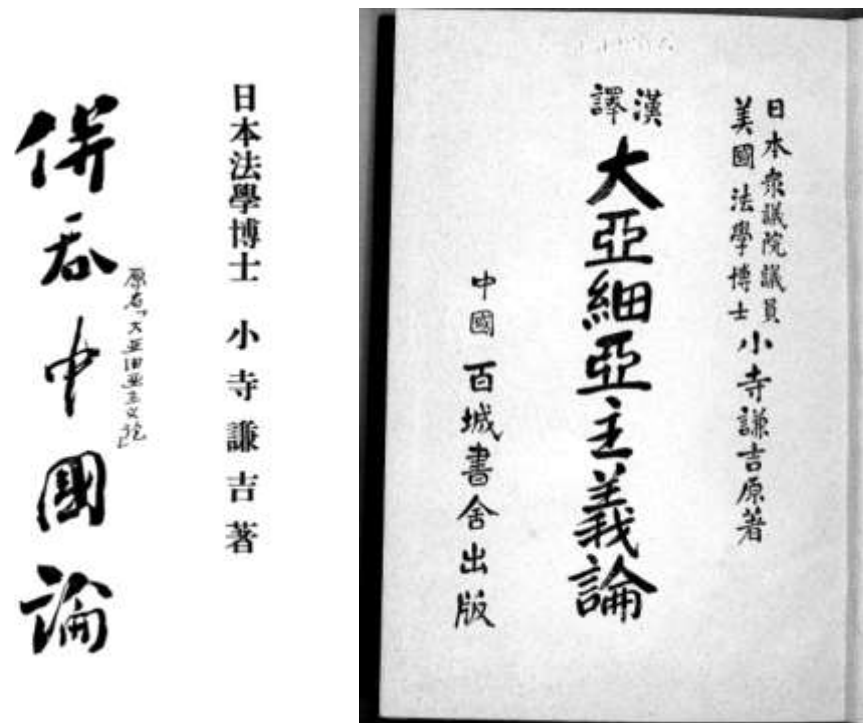 日本法學博士 小寺謙吉著
原名「大亞細亞主义論」
併吞中國論
日本衆議院議員
美國法學博士
小寺謙吉原著
漢譯
大亞細亞主義論
中國 百城書舍出版